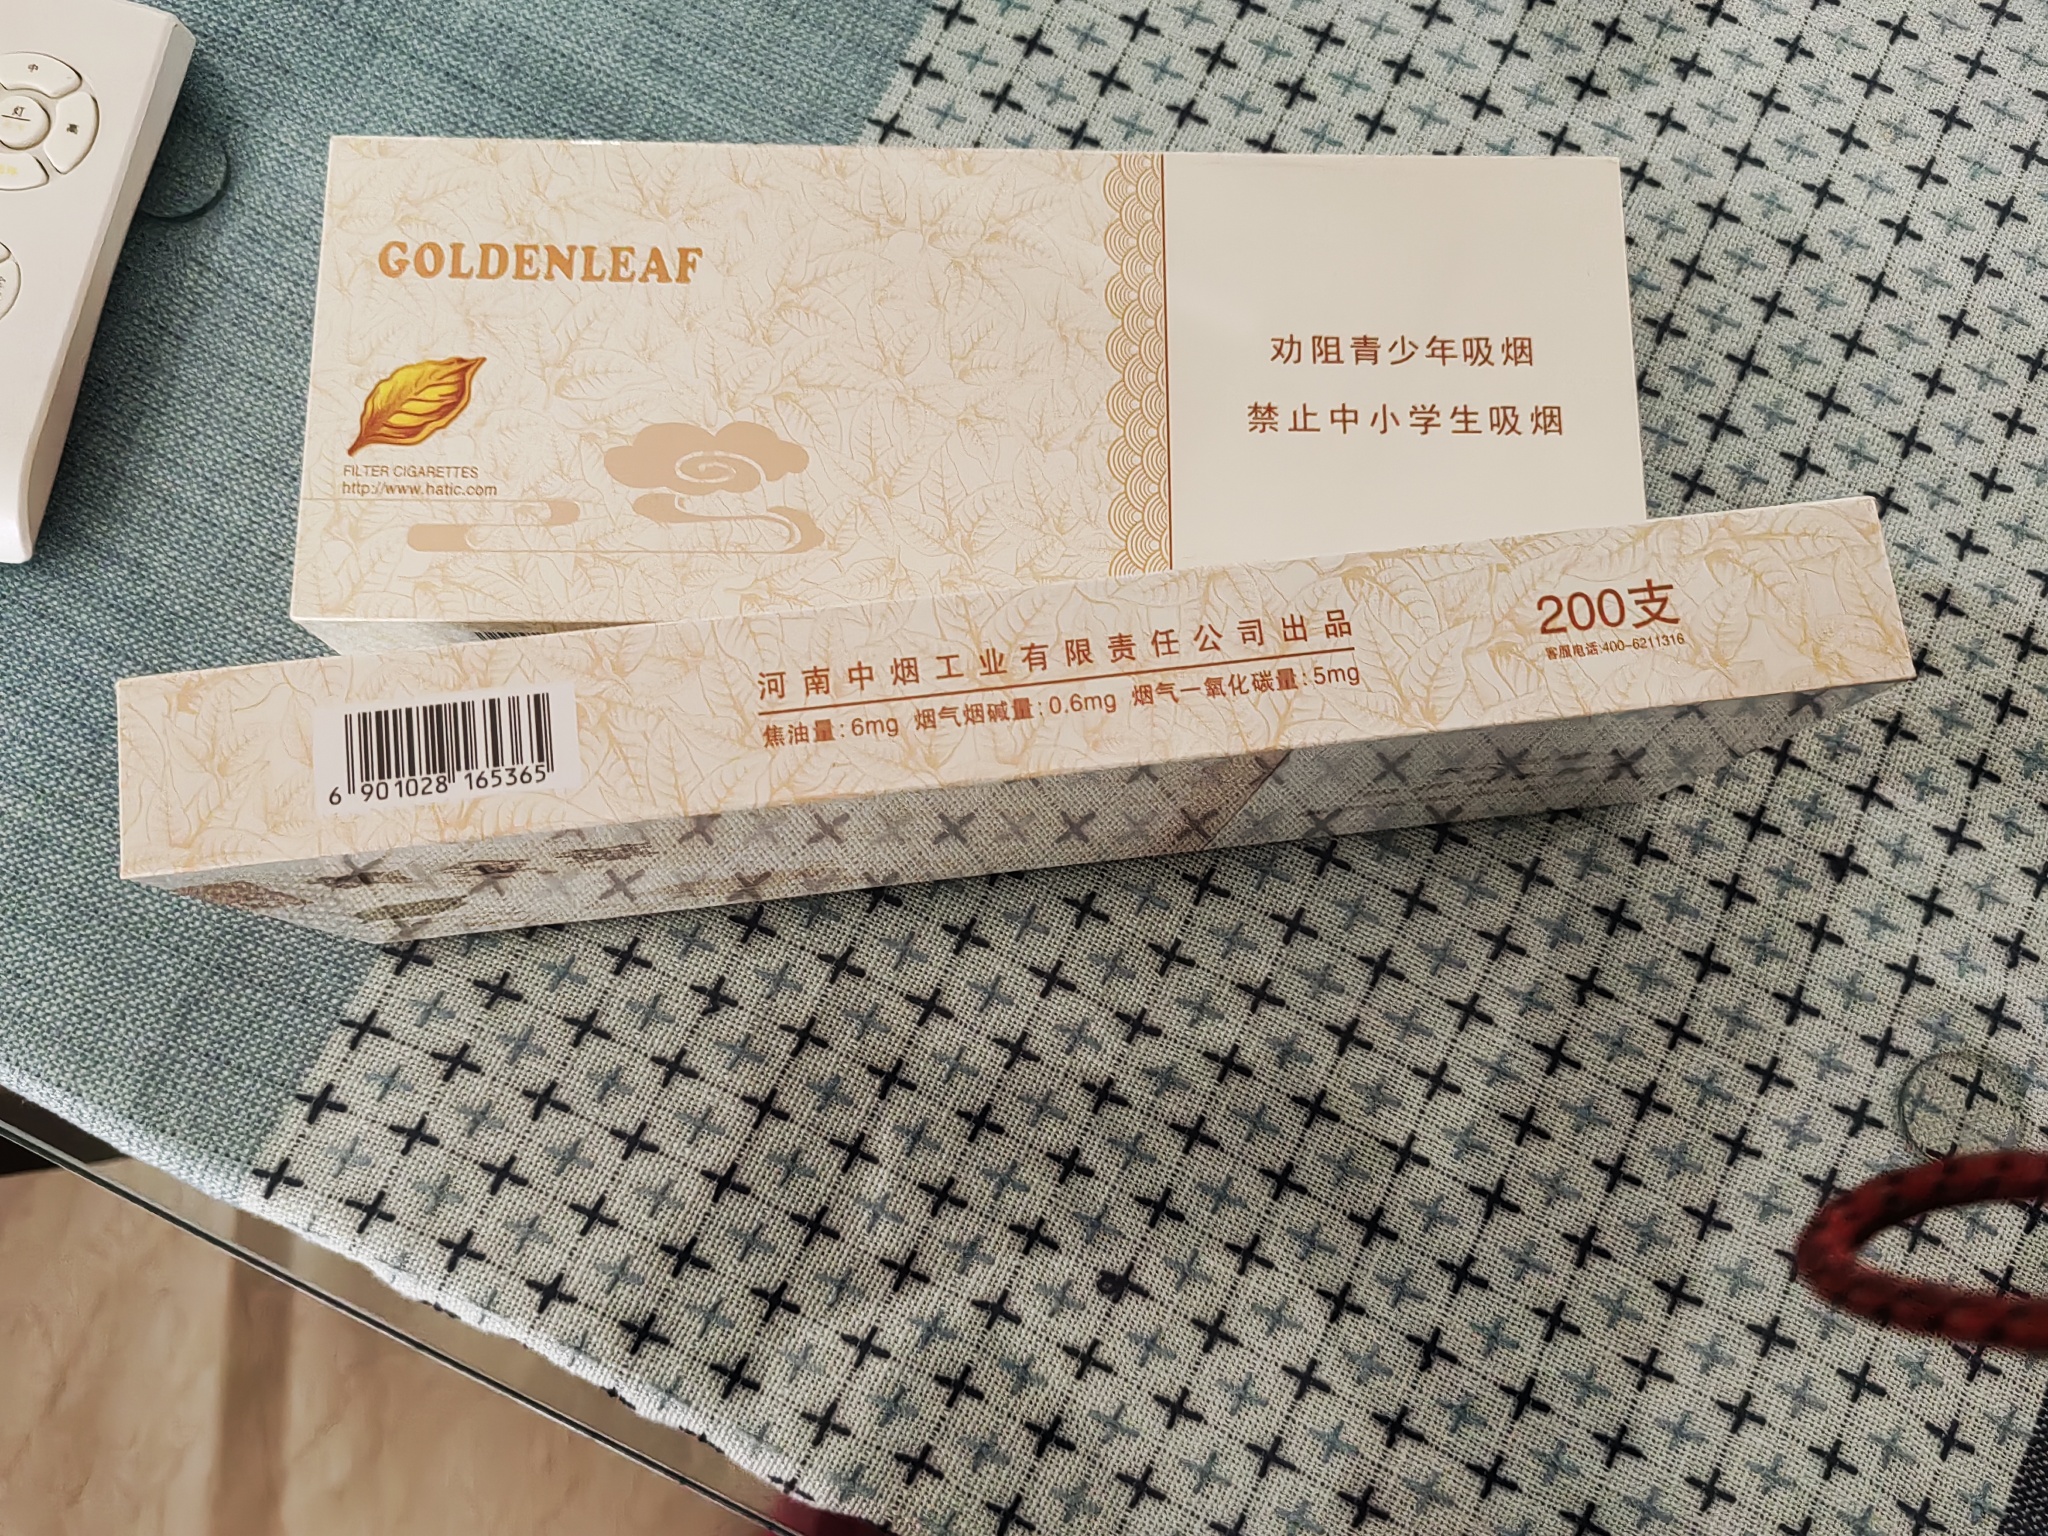 中
灯
高
GOLDENLEAF
FILTER CIGARETTES
http://www.hatic.com
劝阻青少年吸烟
禁止中小学生吸烟
河南中烟工业有限责任公司出品
焦油量:6mg 烟气烟碱量:0.6mg 烟气一氧化碳量:5mg
200支
客服电话:400-6211316
6 901028 165365